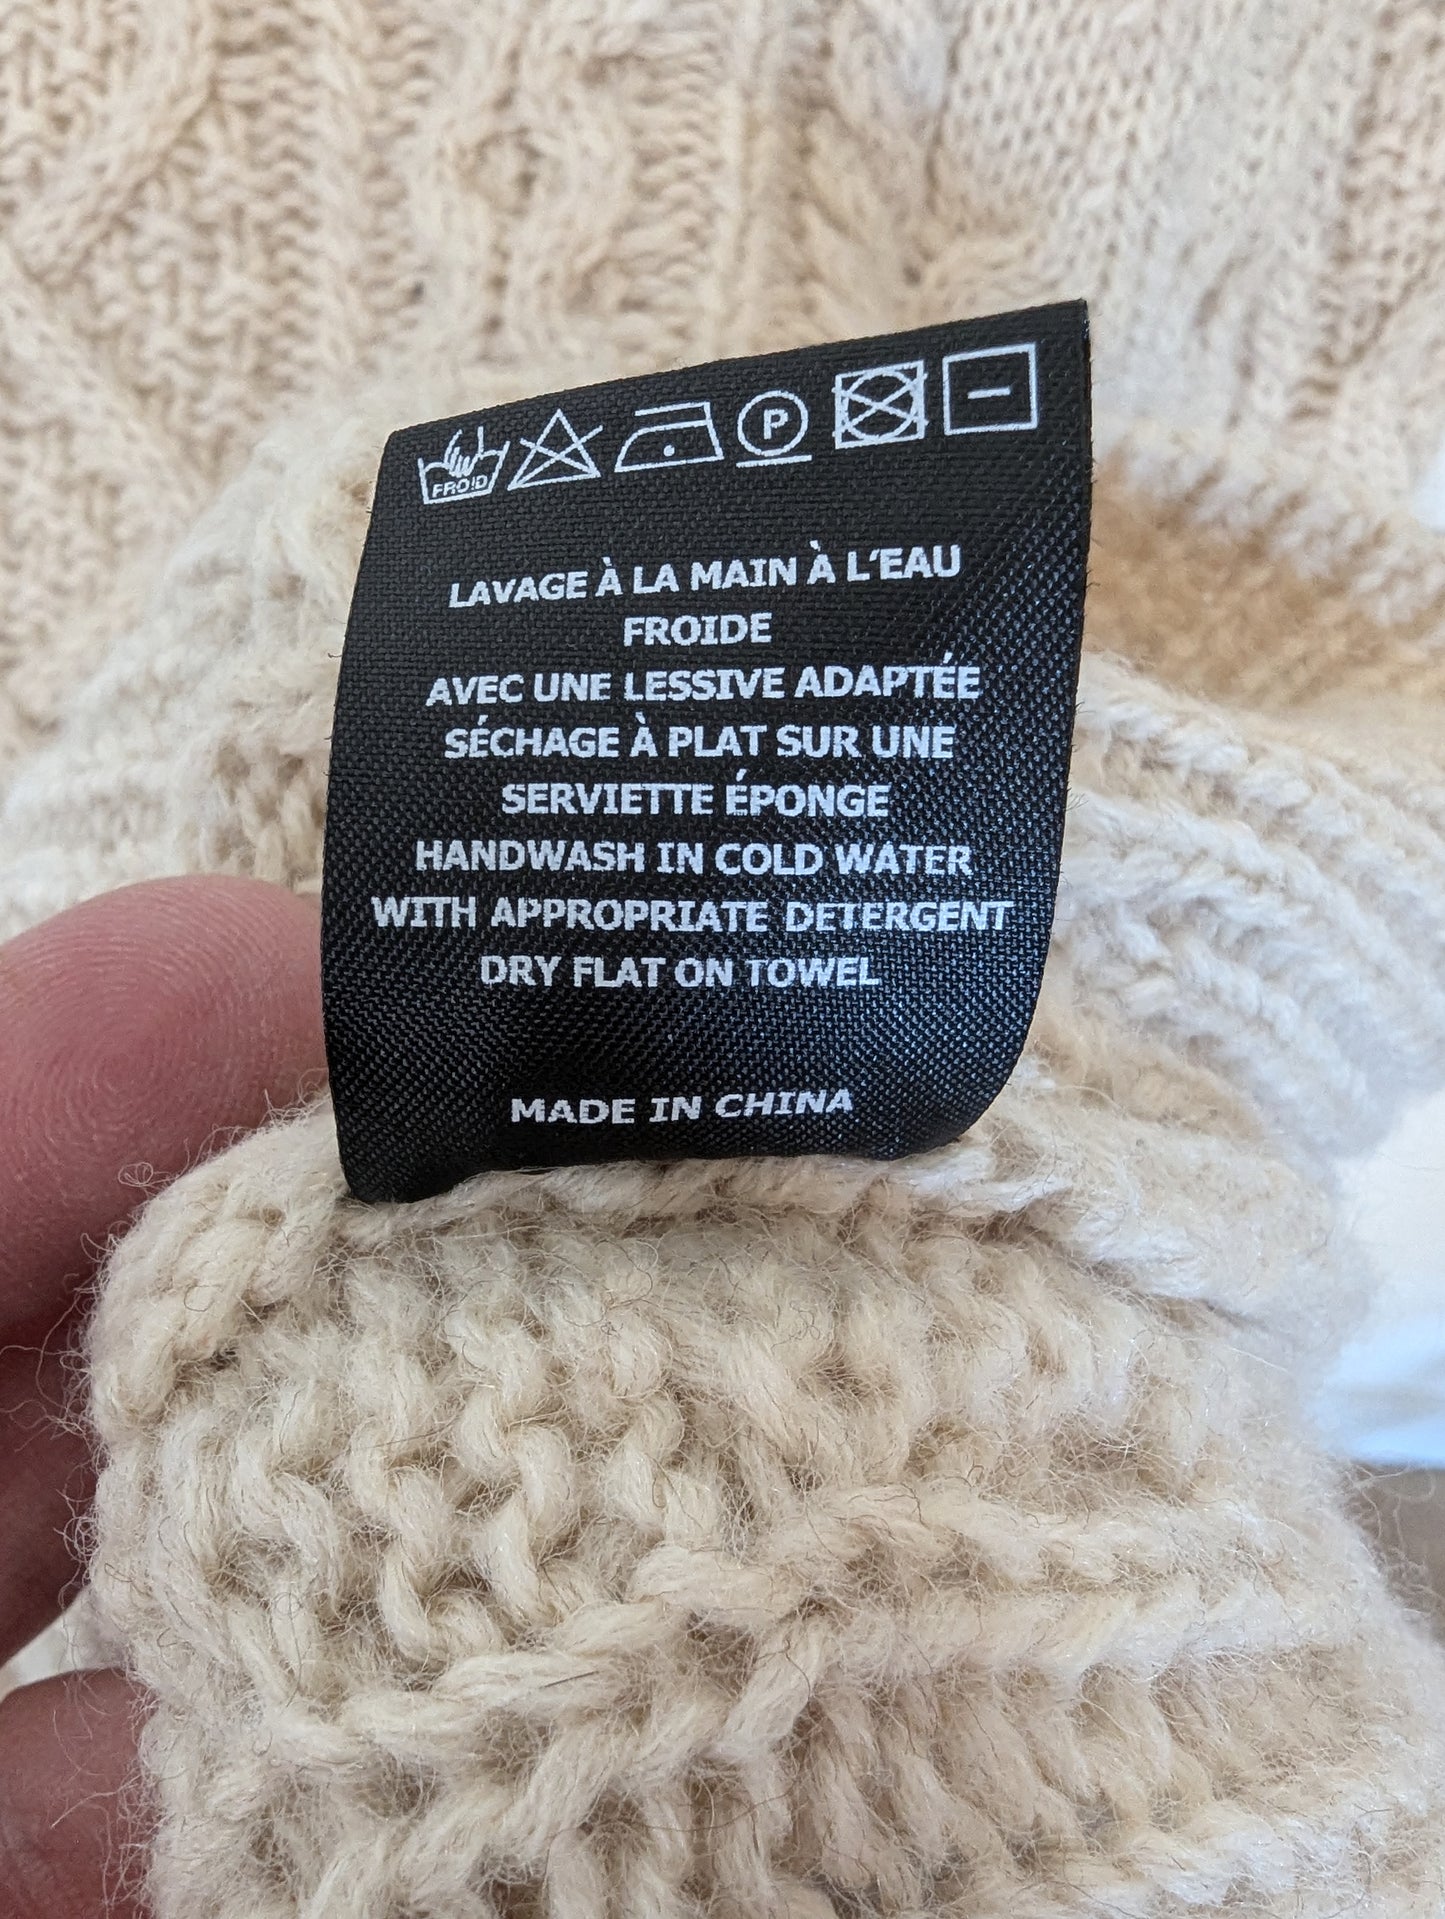 FROID
P
LAVAGE À LA MAIN À L'EAU
FROIDE
AVEC UNE LESSIVE ADAPTÉE
SÉCHAGE À PLAT SUR UNE
SERVIETTE ÉPONGE
HANDWASH IN COLD WATER
WITH APPROPRIATE DETERGENT
DRY FLAT ON TOWEL
MADE IN CHINA